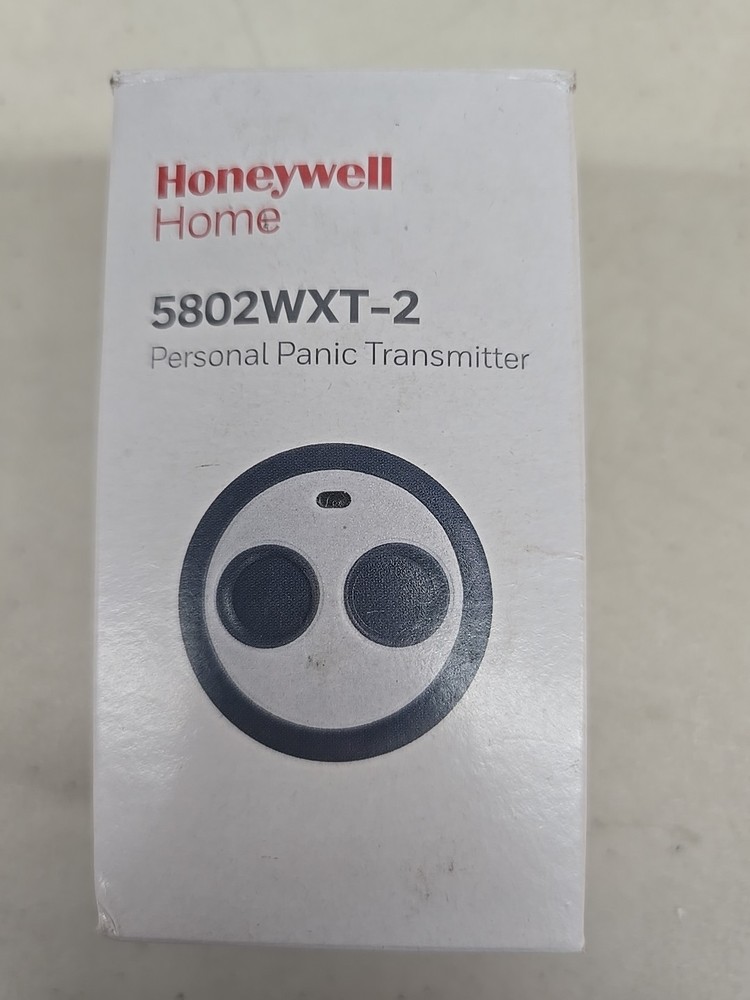 Honeywell
Home
5802WXT-2
Personal Panic Transmitter